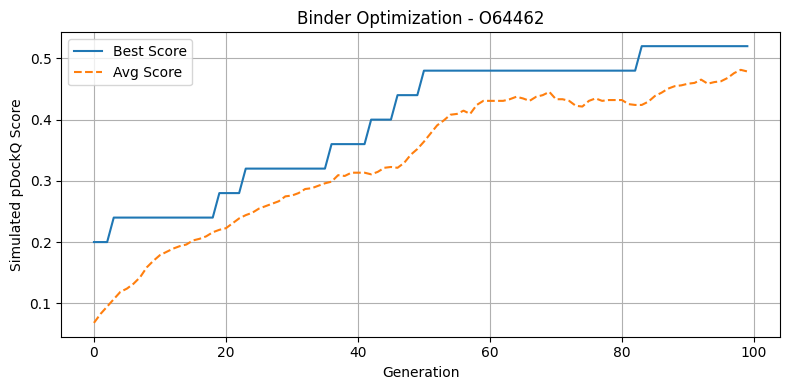 Binder Optimization - O64462
Best Score
Avg Score
Simulated pDockQ Score
0.5
0.4
0.3
0.2
0.1
0 20 40 60 80 100
Generation